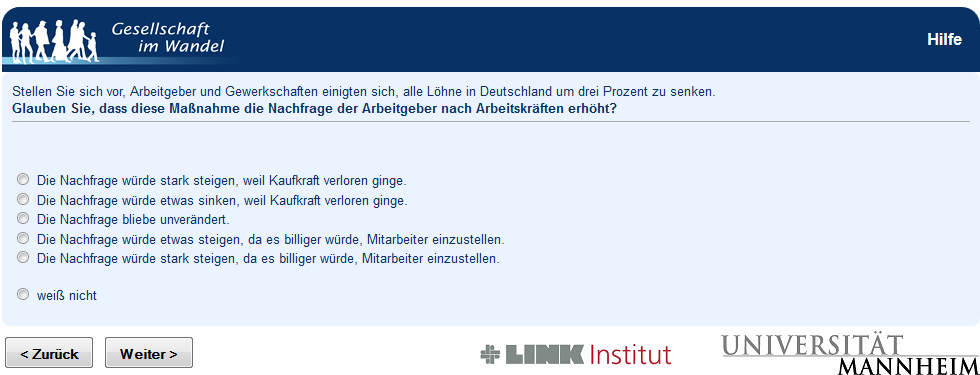 Gesellschaft
im Wandel
Hilfe
Stellen Sie sich vor, Arbeitgeber und Gewerkschaften einigten sich, alle Löhne in Deutschland um drei Prozent zu senken.
Glauben Sie, dass diese Maßnahme die Nachfrage der Arbeitgeber nach Arbeitskräften erhöht?
Die Nachfrage würde stark steigen, weil Kaufkraft verloren ginge.
Die Nachfrage würde etwas sinken, weil Kaufkraft verloren ginge.
Die Nachfrage bliebe unverändert.
Die Nachfrage würde etwas steigen, da es billiger würde, Mitarbeiter einzustellen.
Die Nachfrage würde stark steigen, da es billiger würde, Mitarbeiter einzustellen.
weiß nicht
< Zurück
Weiter >
LINK Institut
UNIVERSITÄT
MANNHEIM